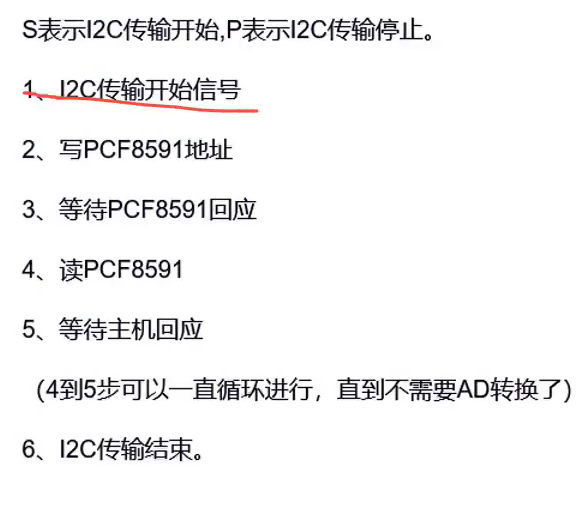 S表示I2C传输开始,P表示I2C传输停止。
1、I2C传输开始信号
2、写PCF8591地址
3、等待PCF8591回应
4、读PCF8591
5、等待主机回应
（4到5步可以一直循环进行，直到不需要AD转换了）
6、I2C传输结束。